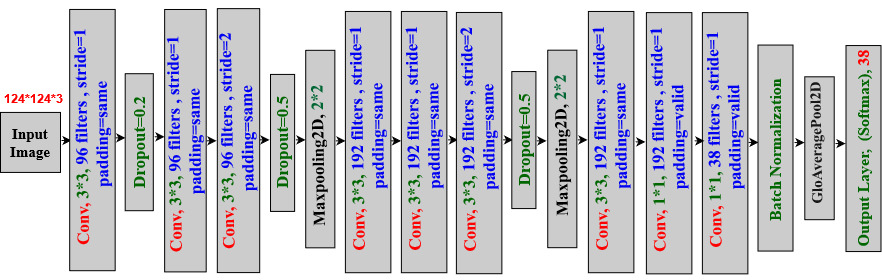 124*124*3
Input
Image
Conv, 3*3, 96 filters , stride=1
padding=same
Dropout=0.2
Conv, 3*3, 96 filters , stride=1
padding=same
Conv, 3*3, 96 filters , stride=2
padding=same
Dropout=0.5
Maxpooling2D, 2*2
Conv, 3*3, 192 filters , stride=1
padding=same
Conv, 3*3, 192 filters , stride=1
padding=same
Conv, 3*3, 192 filters , stride=2
padding=same
Dropout=0.5
Maxpooling2D, 2*2
Conv, 3*3, 192 filters , stride=1
padding=same
Conv, 1*1, 192 filters , stride=1
padding=valid
Conv, 1*1, 38 filters , stride=1
padding=valid
Batch Normalization
GloAveragePool2D
Output Layer, (Softmax), 38